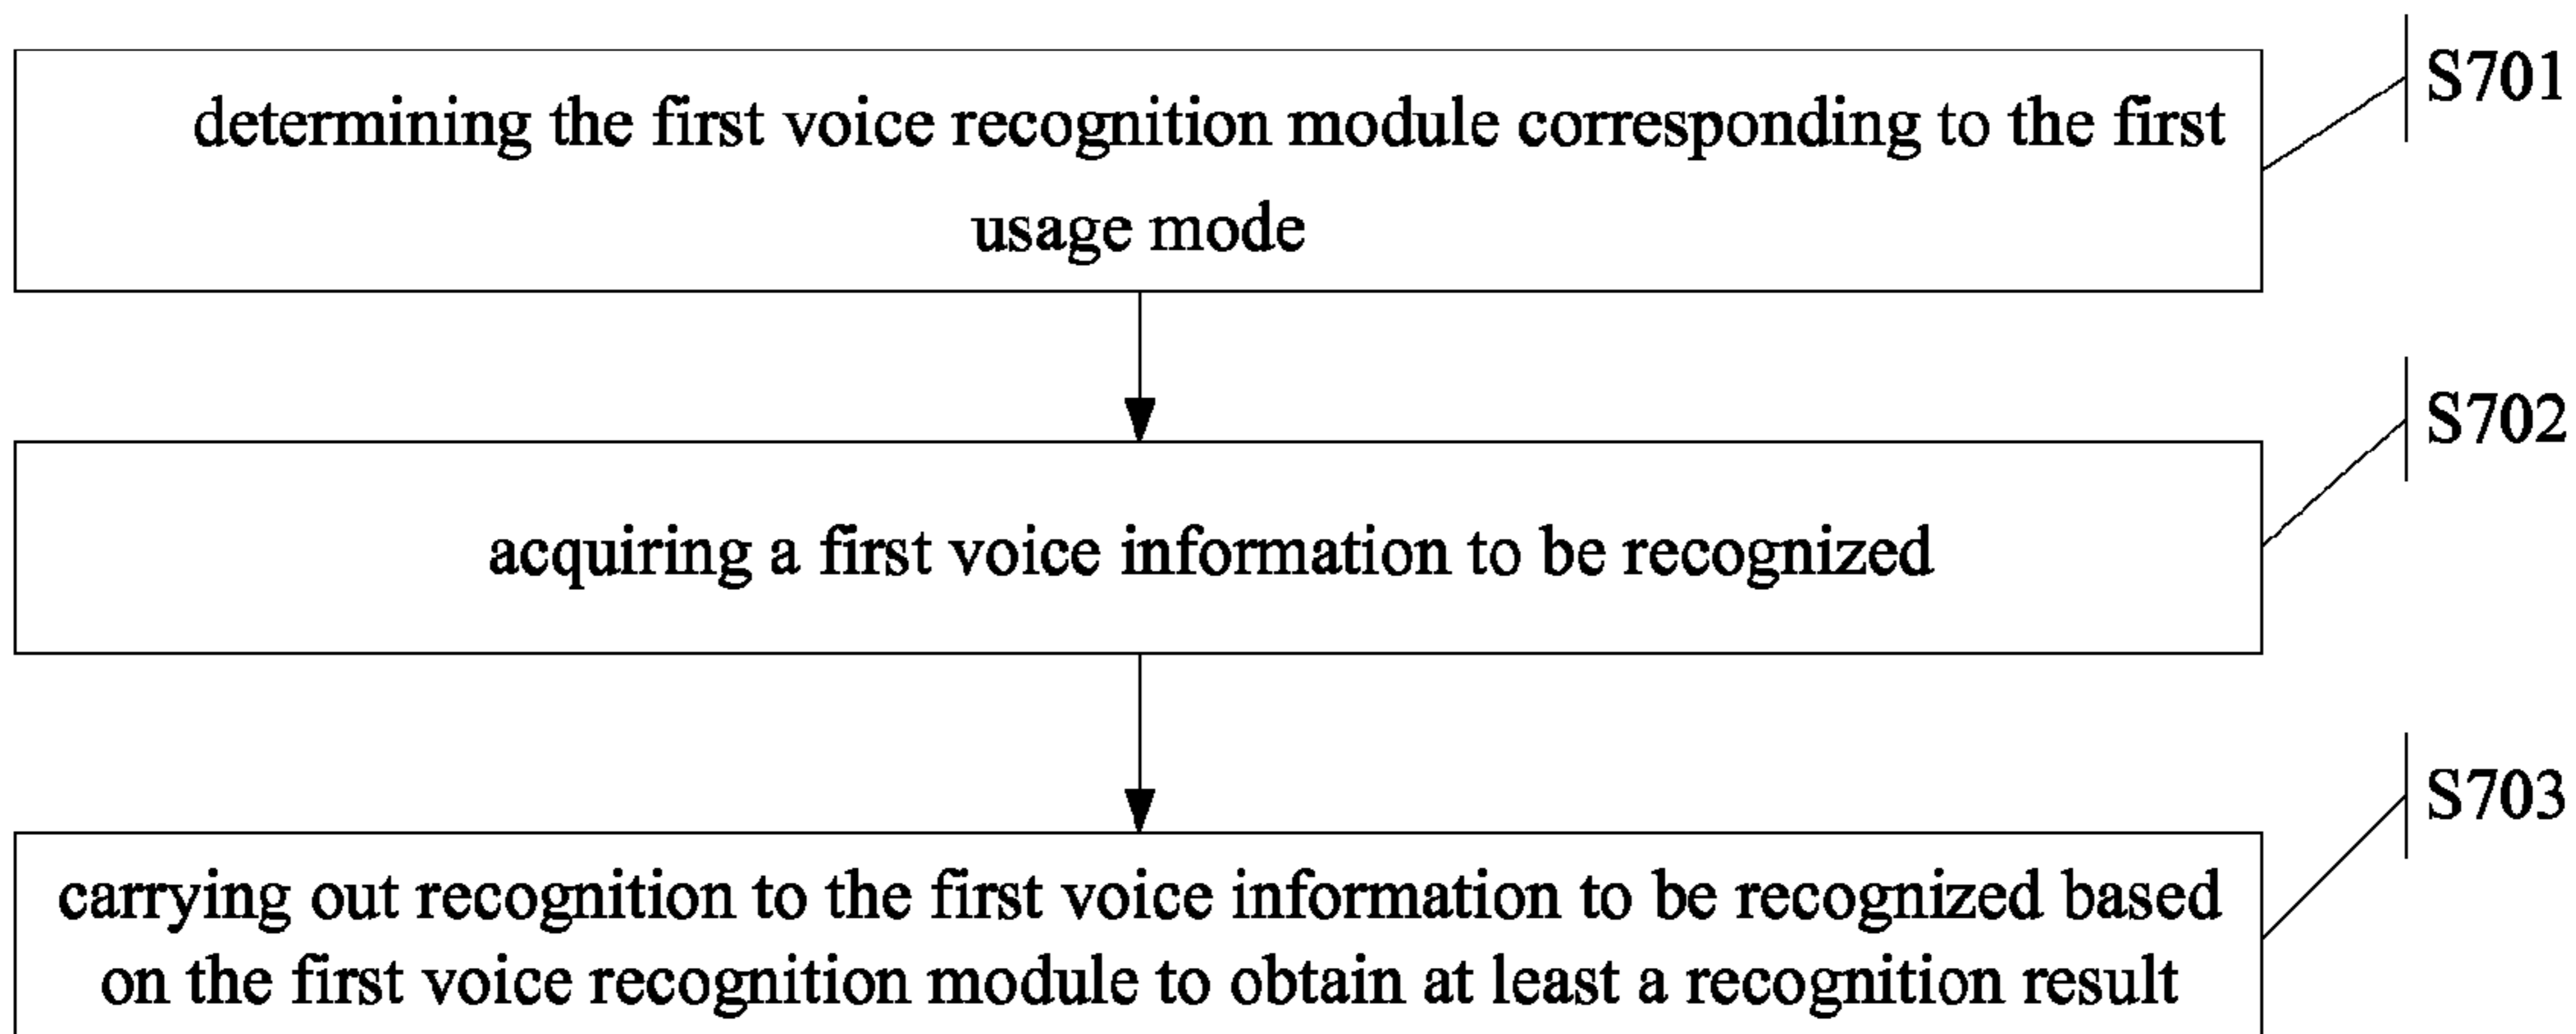 S701
determining the first voice recognition module corresponding to the first
usage mode
S702
acquiring a first voice information to be recognized
S703
carrying out recognition to the first voice information to be recognized based
on the first voice recognition module to obtain at least a recognition result